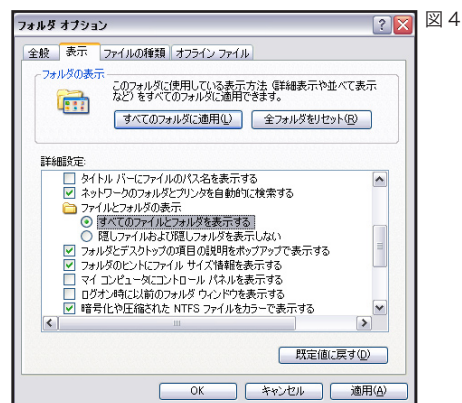 フォルダ オプション
図 4
全般 表示 ファイルの種類 オフライン ファイル
フォルダの表示
このフォルダに使用している表示方法 (詳細表示や並べて表示
など) をすべてのフォルダに適用できます。
すべてのフォルダに適用(L) 全フォルダをリセット(R)
詳細設定:
タイトル バーにファイルのパス名を表示する
ネットワークのフォルダとプリンタを自動的に検索する
ファイルとフォルダの表示
すべてのファイルとフォルダを表示する
隠しファイルおよび隠しフォルダを表示しない
フォルダとデスクトップの項目の説明をポップアップで表示する
フォルダのヒントにファイル サイズ情報を表示する
マイ コンピュータにコントロール パネルを表示する
ログオン時に以前のフォルダ ウィンドウを表示する
暗号化や圧縮された NTFS ファイルをカラーで表示する
既定値に戻す(D)
OK キャンセル 適用(A)